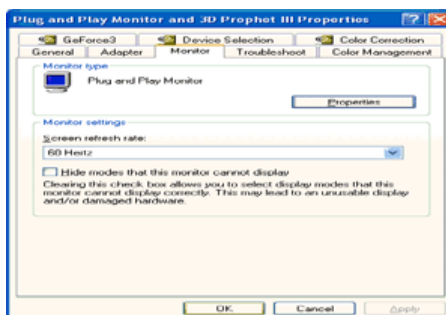 Plug and Play Monitor and 3D Prophet III Properties
GeForce3 Device Selection Color Correction
General Adapter Monitor Troubleshoot Color Management
Monitor type
Plug and Play Monitor
Properties
Monitor settings
Screen refresh rate:
60 Hertz
Hide modes that this monitor cannot display
Clearing this check box allows you to select display modes that this
monitor cannot display correctly. This may lead to an unusable display
and/or damaged hardware.
OK Cancel Apply